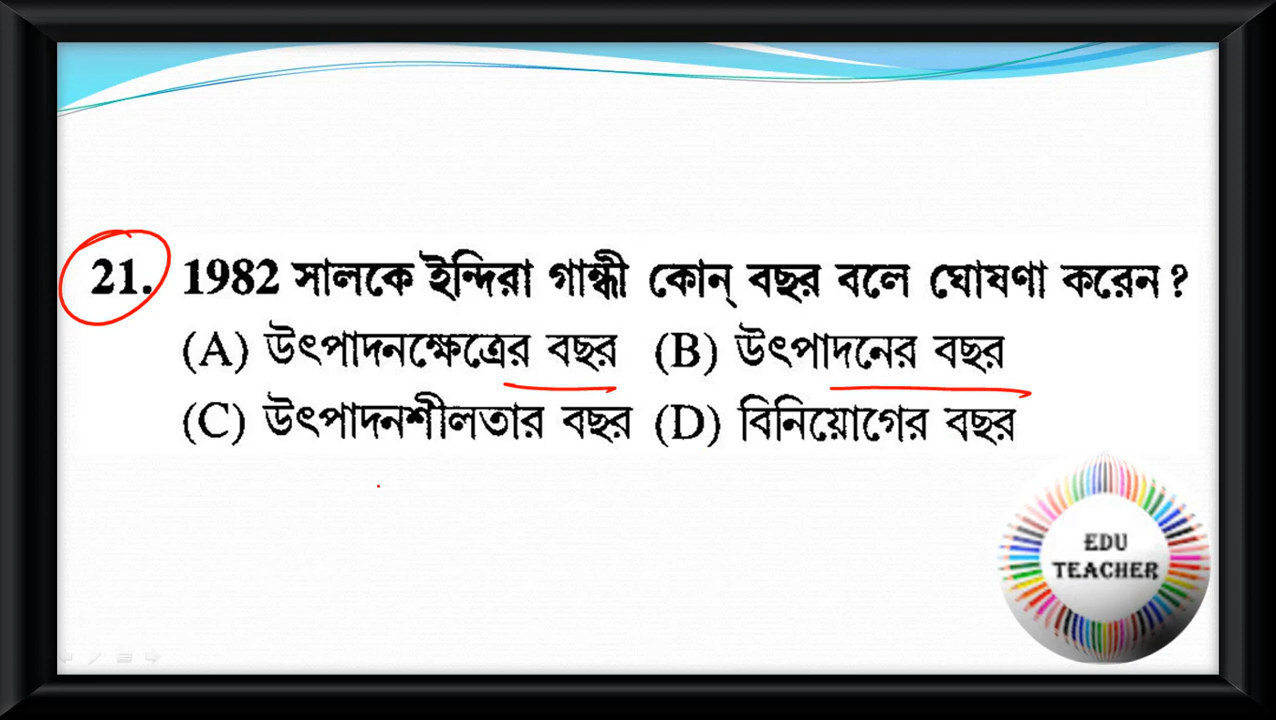 21. 1982 সালকে ইন্দিরা গান্ধী কোন্ বছর বলে ঘোষণা করেন ?
(A) উৎপাদনক্ষেত্রের বছর (B) উৎপাদনের বছর
(C) উৎপাদনশীলতার বছর (D) বিনিয়োগের বছর
EDU
TEACHER